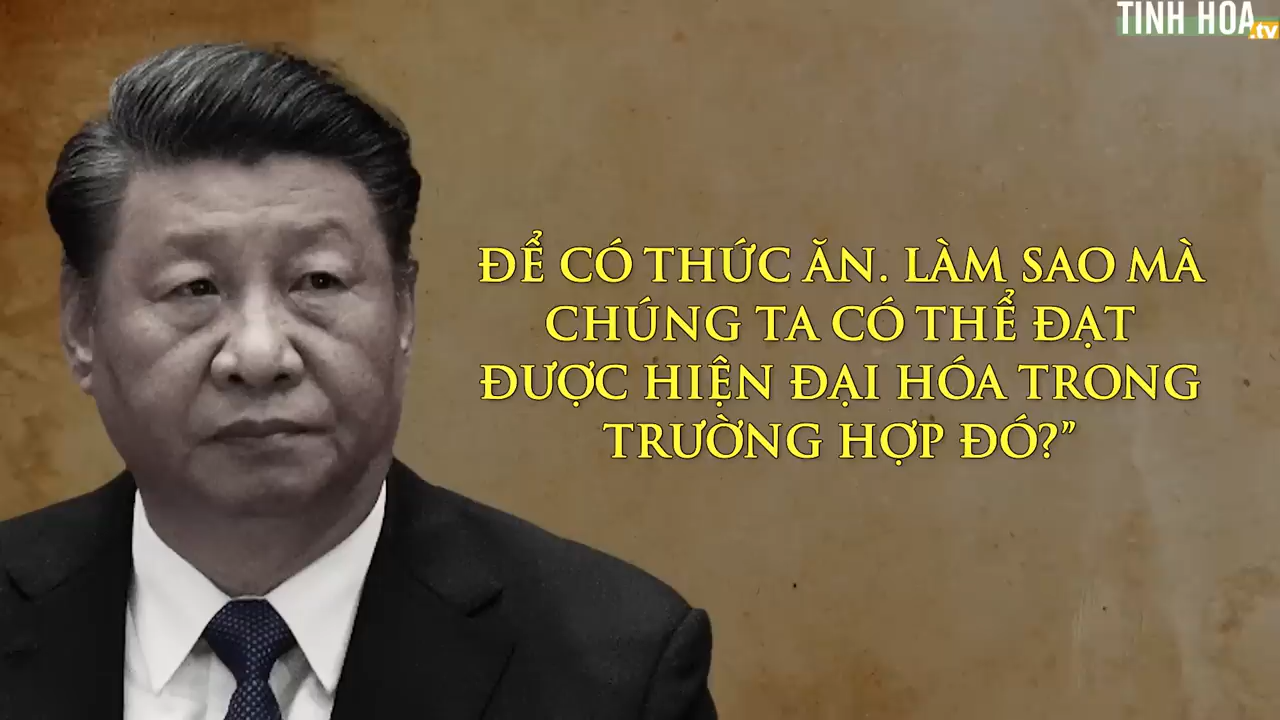 TINH HOA
.tv
ĐỂ CÓ THỨC ĂN. LÀM SAO MÀ
CHÚNG TA CÓ THỂ ĐẠT
ĐƯỢC HIỆN ĐẠI HÓA TRONG
TRƯỜNG HỢP ĐÓ?”